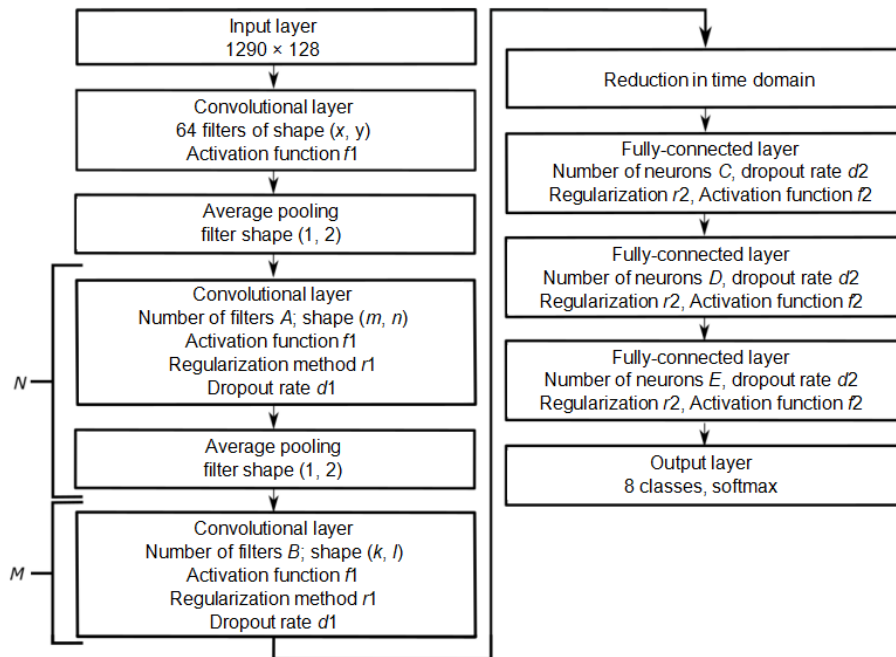 Input layer
1290 × 128
Convolutional layer
64 filters of shape (x, y)
Activation function f1
Average pooling
filter shape (1, 2)
N
Convolutional layer
Number of filters A; shape (m, n)
Activation function f1
Regularization method r1
Dropout rate d1
Average pooling
filter shape (1, 2)
M
Convolutional layer
Number of filters B; shape (k, l)
Activation function f1
Regularization method r1
Dropout rate d1
Reduction in time domain
Fully-connected layer
Number of neurons C, dropout rate d2
Regularization r2, Activation function f2
Fully-connected layer
Number of neurons D, dropout rate d2
Regularization r2, Activation function f2
Fully-connected layer
Number of neurons E, dropout rate d2
Regularization r2, Activation function f2
Output layer
8 classes, softmax